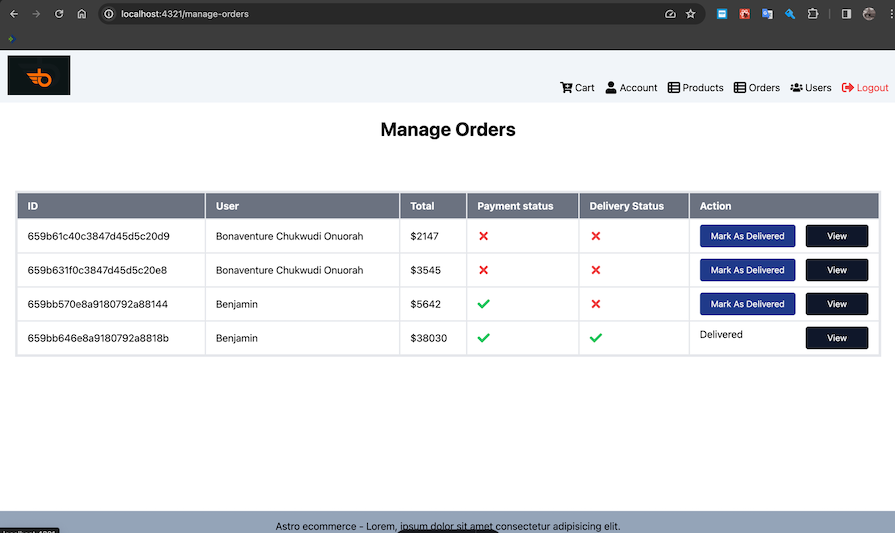 localhost:4321/manage-orders
Cart Account Products Orders Users Logout
Manage Orders
ID User Total Payment status Delivery Status Action
659b61c40c3847d45d5c20d9 Bonaventure Chukwudi Onuorah $2147 Mark As Delivered View
659b631f0c3847d45d5c20e8 Bonaventure Chukwudi Onuorah $3545 Mark As Delivered View
659bb570e8a9180792a88144 Benjamin $5642 Mark As Delivered View
659bb646e8a9180792a8818b Benjamin $38030 Delivered View
Astro ecommerce - Lorem, ipsum dolor sit amet consectetur adipisicing elit.